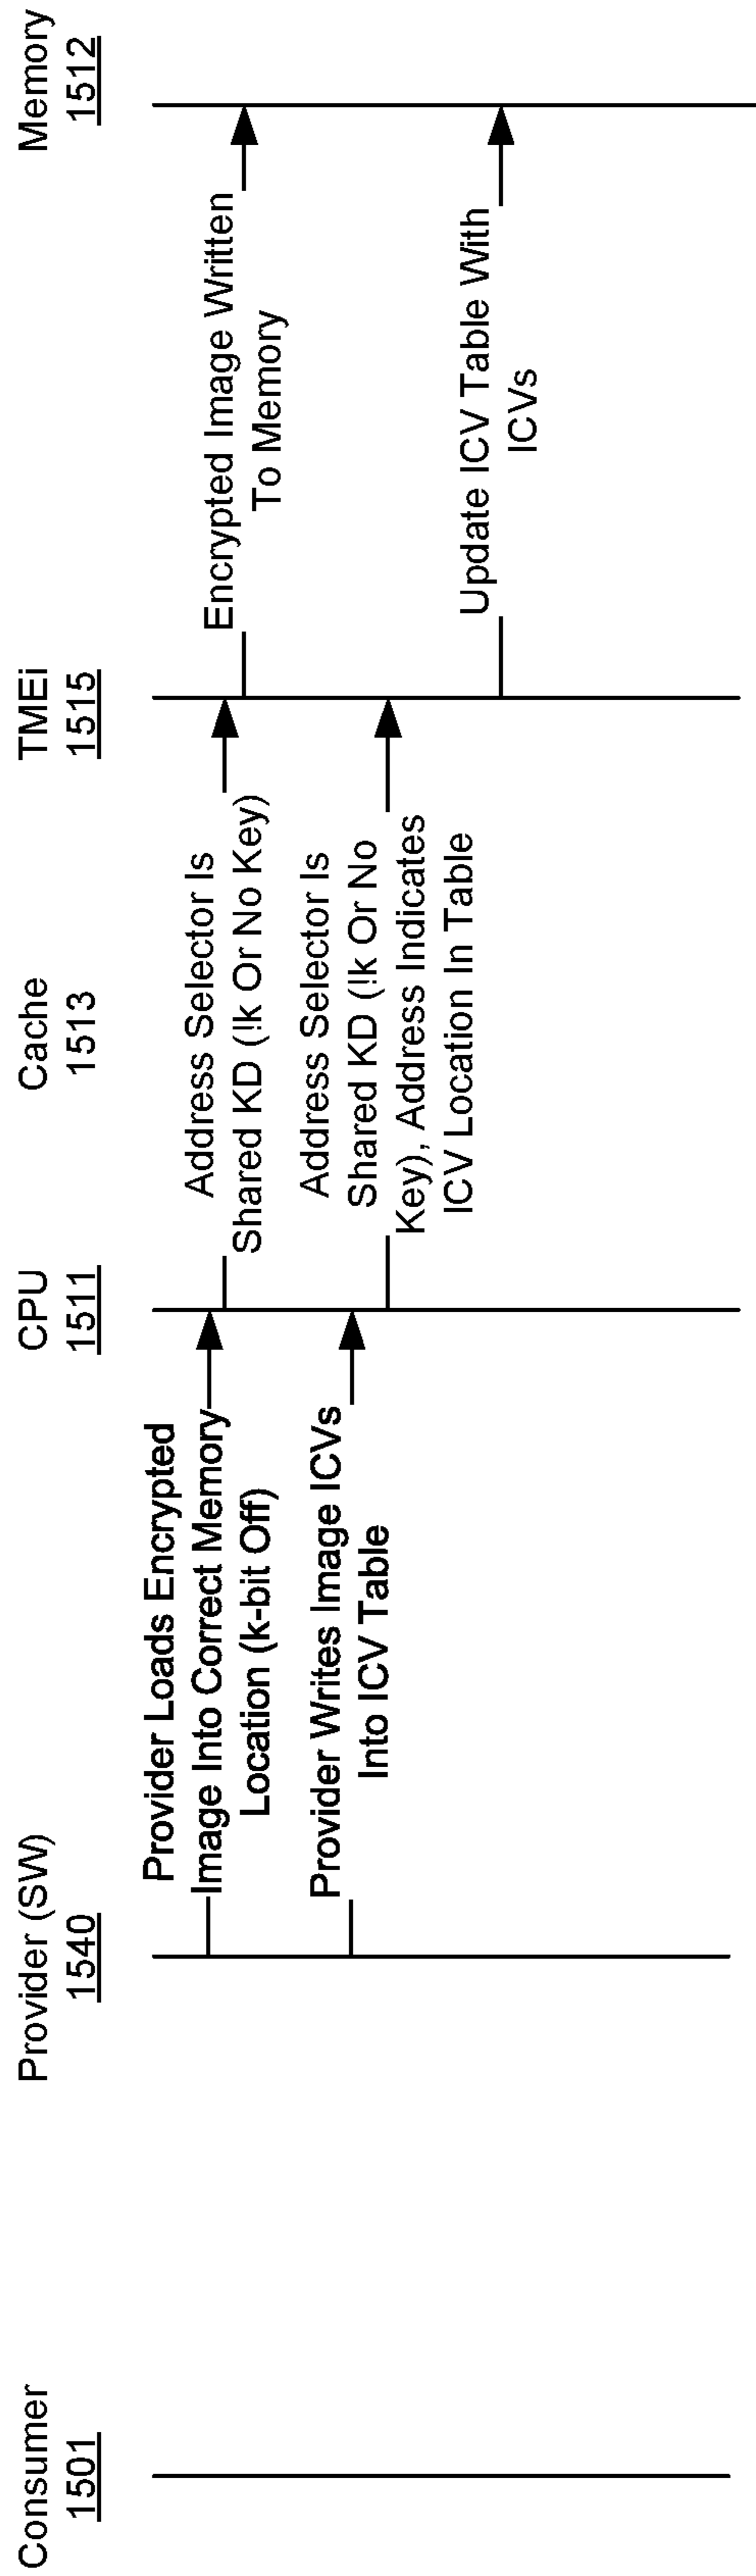 Consumer
1501
Provider (SW)
1540
CPU
1511
Cache
1513
TMEi
1515
Memory
1512
Provider Loads Encrypted
Image Into Correct Memory
Location (k-bit Off)
Address Selector Is
Shared KD (!k Or No Key)
Encrypted Image Written
To Memory
Provider Writes Image ICVs
Into ICV Table
Address Selector Is
Shared KD (!k Or No
Key), Address Indicates
ICV Location In Table
Update ICV Table With
ICVs